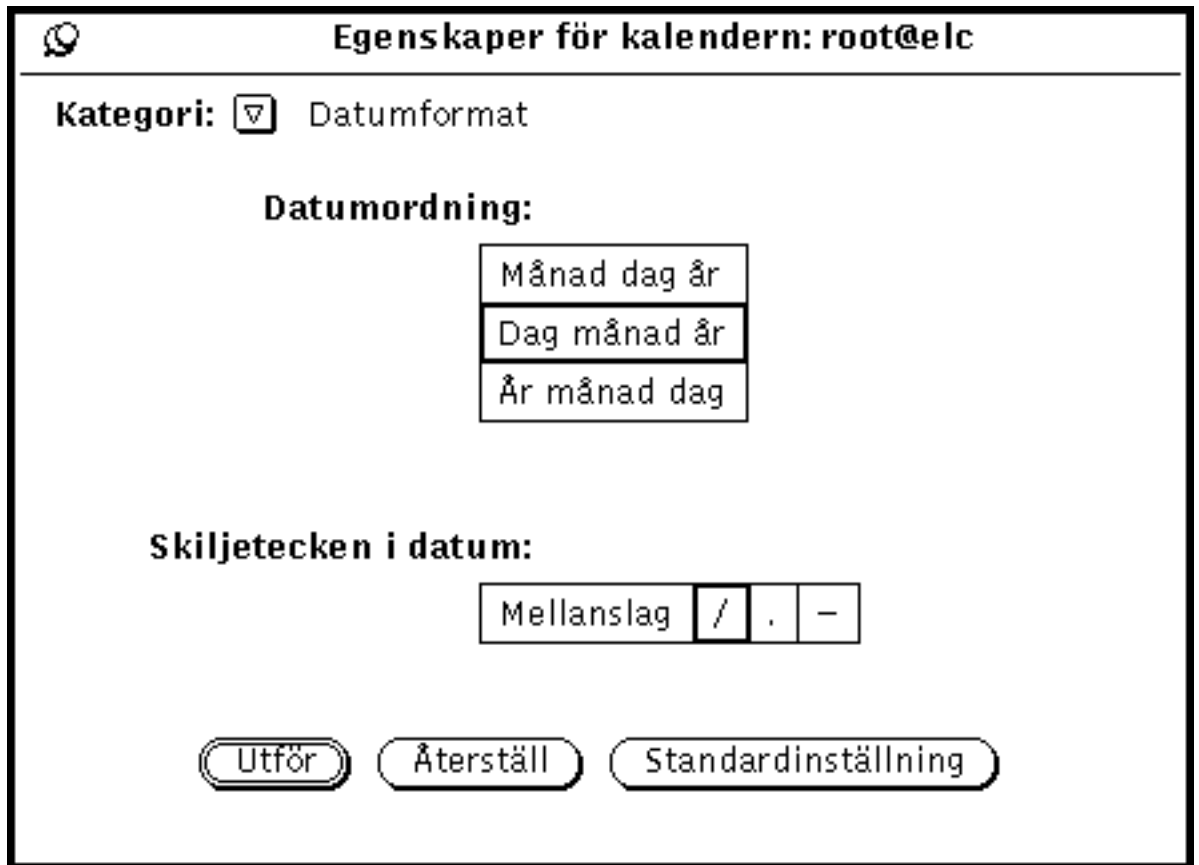 Egenskaper för kalendern: root@elc
Kategori: Datumformat
Datumordning:
Månad dag år
Dag månad år
År månad dag
Skiljetecken i datum:
Mellanslag / . –
Utför Återställ Standardinställning